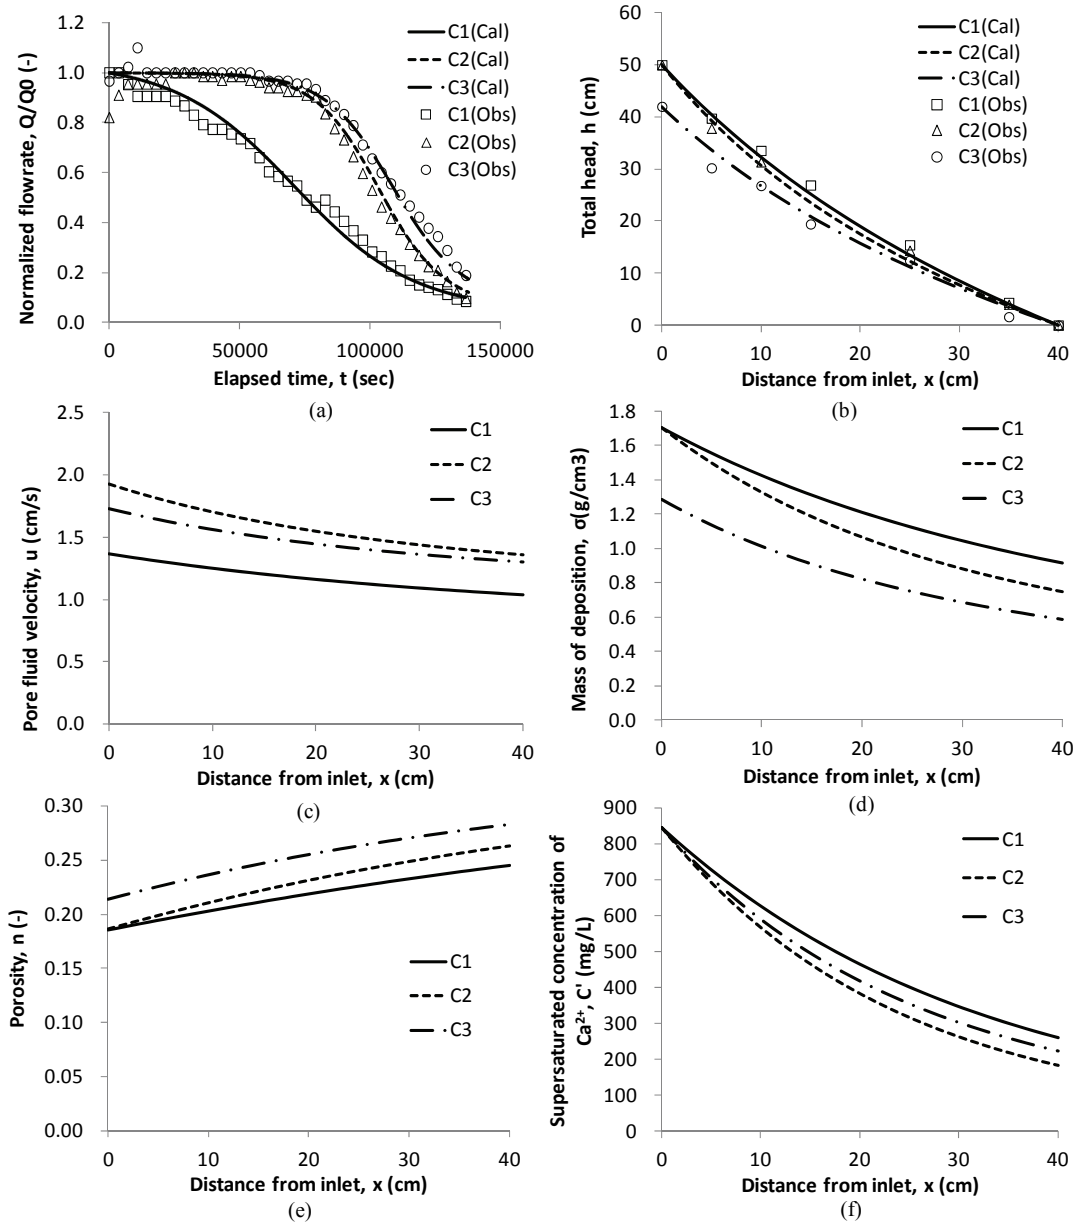 Normalized flowrate, Q/Q0 (-)
1.2
1.0
0.8
0.6
0.4
0.2
0.0
0
50000
100000
150000
Elapsed time, t (sec)
C1(Cal)
C2(Cal)
C3(Cal)
C1(Obs)
C2(Obs)
C3(Obs)
(a)
Total head, h (cm)
60
50
40
30
20
10
0
0
10
20
30
40
Distance from inlet, x (cm)
C1(Cal)
C2(Cal)
C3(Cal)
C1(Obs)
C2(Obs)
C3(Obs)
(b)
Pore fluid velocity, u (cm/s)
2.5
2.0
1.5
1.0
0.5
0.0
0
10
20
30
40
Distance from inlet, x (cm)
C1
C2
C3
(c)
Mass of deposition, σ(g/cm3)
1.8
1.6
1.4
1.2
1.0
0.8
0.6
0.4
0.2
0.0
0
10
20
30
40
Distance from inlet, x (cm)
C1
C2
C3
(d)
Porosity, n (-)
0.30
0.25
0.20
0.15
0.10
0.05
0.00
0
10
20
30
40
Distance from inlet, x (cm)
C1
C2
C3
(e)
Supersaturated concentration of
Ca²⁺, C' (mg/L)
900
800
700
600
500
400
300
200
100
0
0
10
20
30
40
Distance from inlet, x (cm)
C1
C2
C3
(f)